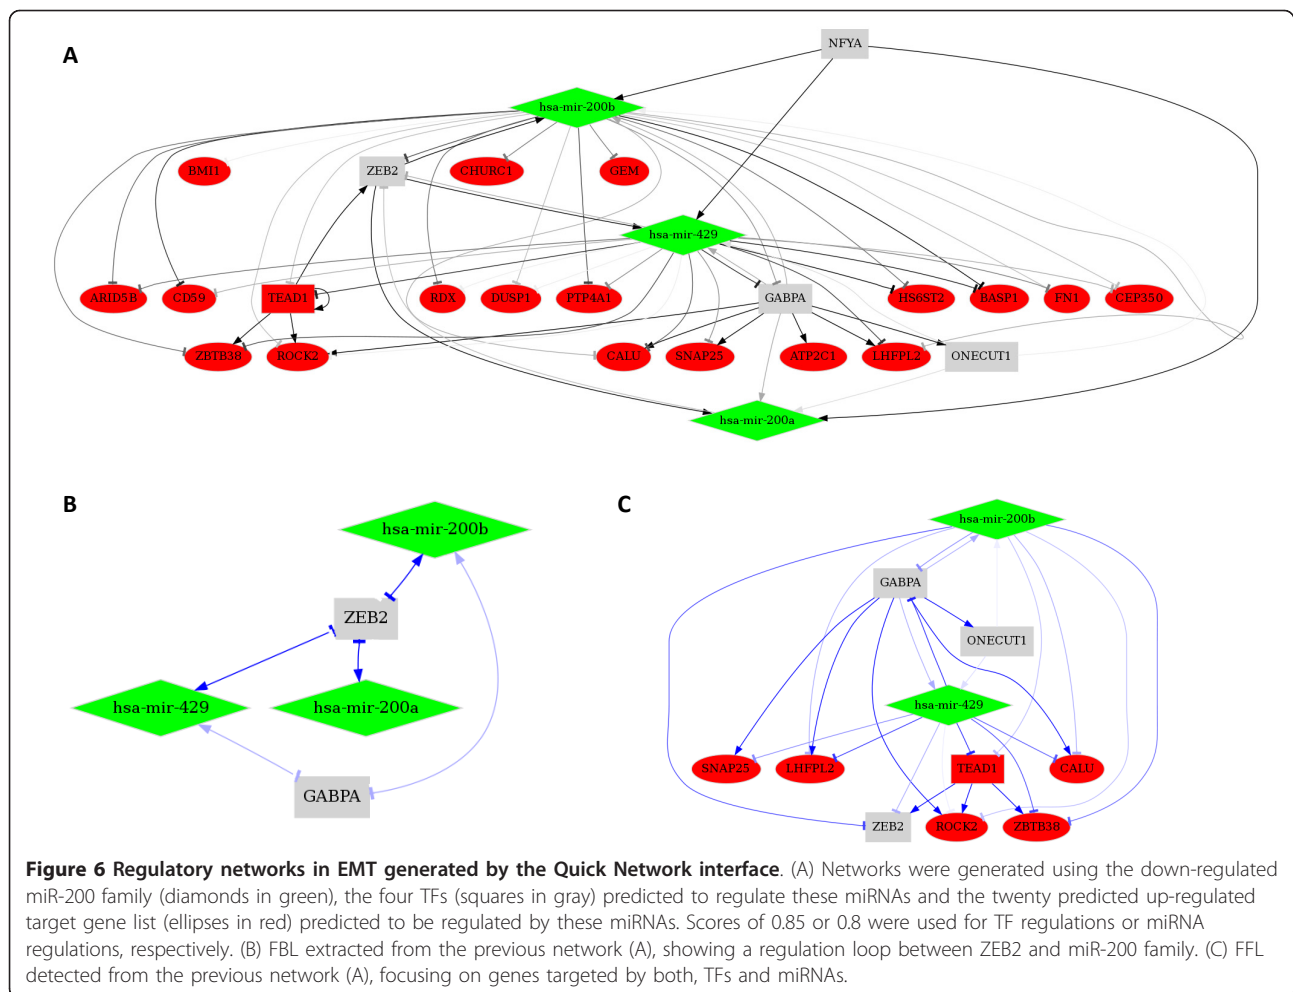 A
NFYA
hsa-mir-200b
BMI1
ZEB2
CHURC1
GEM
hsa-mir-429
ARID5B
CD59
TEAD1
RDX
DUSP1
PTP4A1
GABPA
HS6ST2
BASP1
FN1
CEP350
ZBTB38
ROCK2
CALU
SNAP25
ATP2C1
LHFPL2
ONECUT1
hsa-mir-200a
B
hsa-mir-200b
ZEB2
hsa-mir-429
hsa-mir-200a
GABPA
C
hsa-mir-200b
GABPA
ONECUT1
hsa-mir-429
SNAP25
LHFPL2
TEAD1
CALU
ZEB2
ROCK2
ZBTB38
Figure 6 Regulatory networks in EMT generated by the Quick Network interface. (A) Networks were generated using the down-regulated
miR-200 family (diamonds in green), the four TFs (squares in gray) predicted to regulate these miRNAs and the twenty predicted up-regulated
target gene list (ellipses in red) predicted to be regulated by these miRNAs. Scores of 0.85 or 0.8 were used for TF regulations or miRNA
regulations, respectively. (B) FBL extracted from the previous network (A), showing a regulation loop between ZEB2 and miR-200 family. (C) FFL
detected from the previous network (A), focusing on genes targeted by both, TFs and miRNAs.